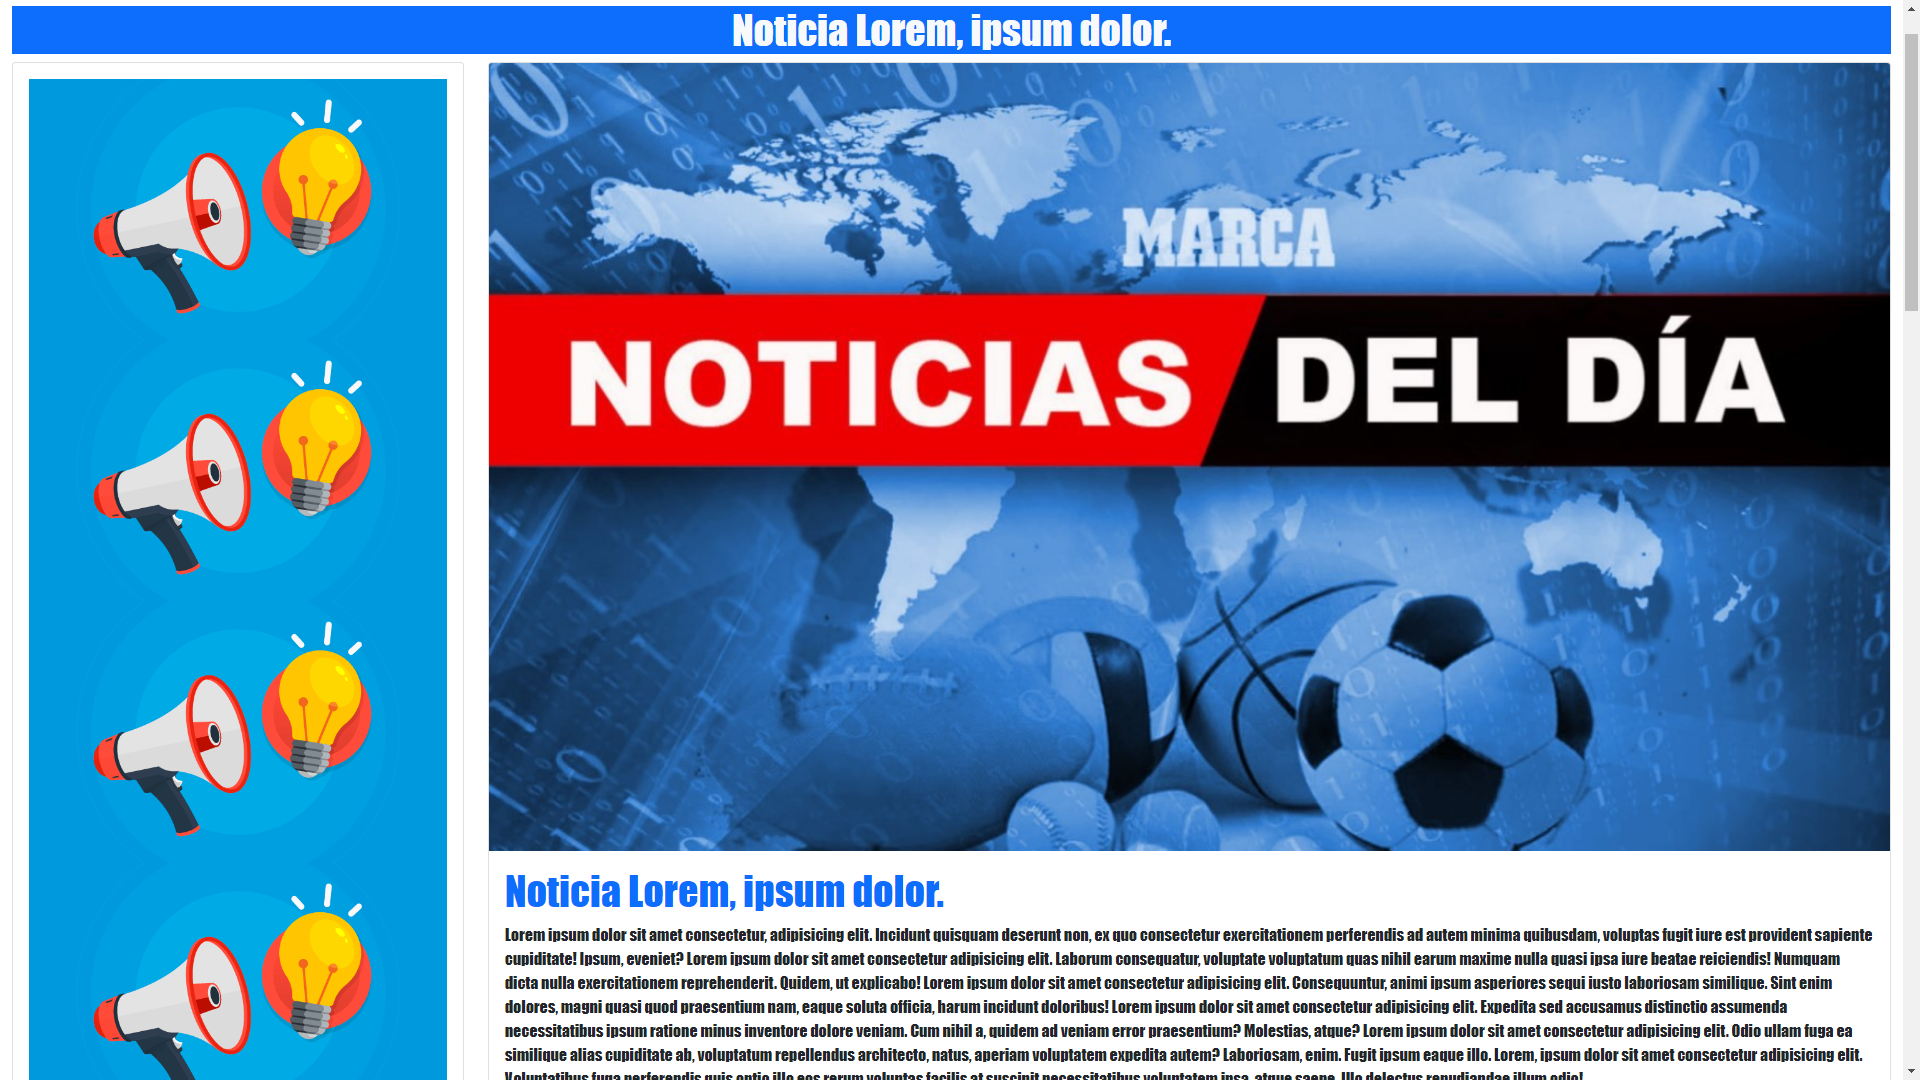 Noticia Lorem, ipsum dolor.
MARCA
NOTICIAS DEL DÍA
Noticia Lorem, ipsum dolor.
Lorem ipsum dolor sit amet consectetur, adipisicing elit. Incidunt quisquam deserunt non, ex quo consectetur exercitationem perferendis ad autem minima quibusdam, voluptas fugit iure est provident sapiente
cupiditate! Ipsum, eveniet? Lorem ipsum dolor sit amet consectetur adipisicing elit. Laborum consequatur, voluptate voluptatum quas nihil earum maxime nulla quasi ipsa iure beatae reiciendis! Numquam
dicta nulla exercitationem reprehenderit. Quidem, ut explicabo! Lorem ipsum dolor sit amet consectetur adipisicing elit. Consequuntur, animi ipsum asperiores sequi iusto laboriosam similique. Sint enim
dolores, magni quasi quod praesentium nam, eaque soluta officia, harum incidunt doloribus! Lorem ipsum dolor sit amet consectetur adipisicing elit. Expedita sed accusamus distinctio assumenda
necessitatibus ipsum ratione minus inventore dolore veniam. Cum nihil a, quidem ad veniam error praesentium? Molestias, atque? Lorem ipsum dolor sit amet consectetur adipisicing elit. Odio ullam fuga ea
similique alias cupiditate ab, voluptatum repellendus architecto, natus, aperiam voluptatem expedita autem? Laboriosam, enim. Fugit ipsum eaque illo. Lorem, ipsum dolor sit amet consectetur adipisicing elit.
Voluptatibus fuga perferendis quis optio illo eos rerum voluptas facilis at suscipit necessitatibus voluptatem ipsa, atque saepe. Illo delectus repudiandae illum odio!